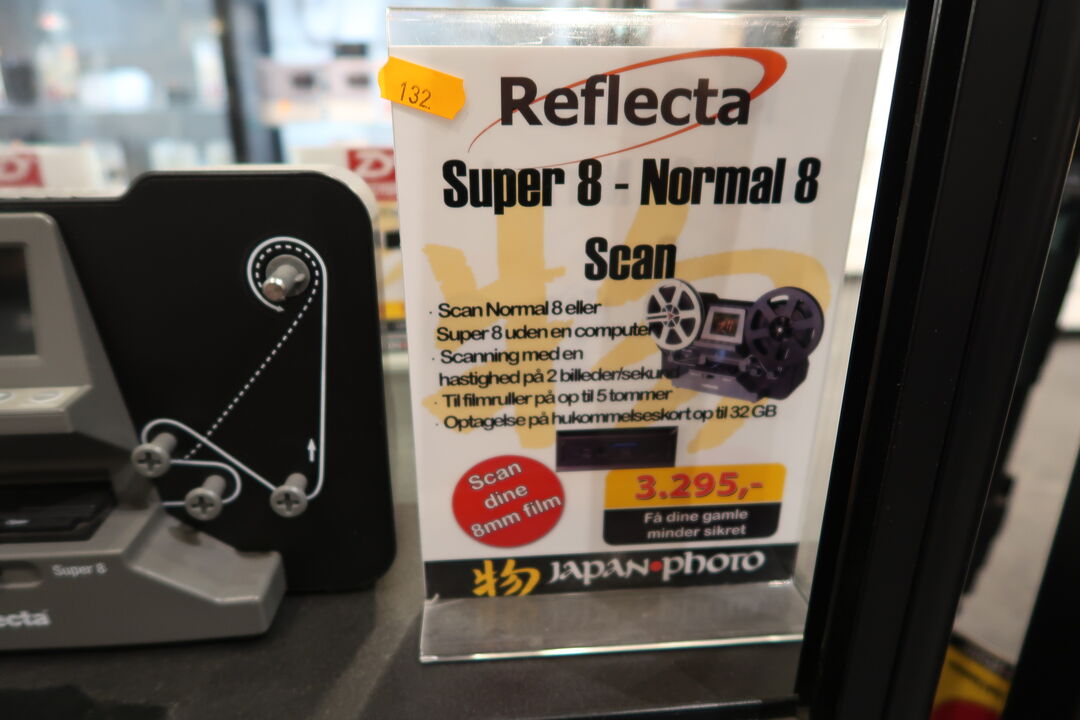 132.
Reflecta
Super 8 - Normal 8
Scan
· Scan Normal 8 eller
Super 8 uden en computer
· Scanning med en
hastighed på 2 billeder/sekund
· Til filmruller på op til 5 tommer
· Optagelse på hukommelseskort op til 32 GB
Scan
dine
8mm film
3.295,-
Få dine gamle
minder sikret
物 JAPAN•PHOTO
Super 8
ecta